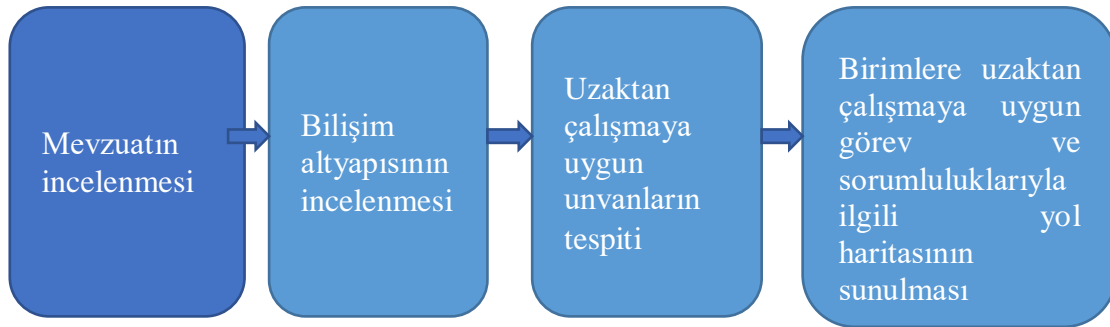 Mevzuatın
incelenmesi
Bilişim
altyapısının
incelenmesi
Uzaktan
çalışmaya
uygun
unvanların
tespiti
Birimlere uzaktan
çalışmaya uygun
görev ve
sorumluluklarıyla
ilgili yol
haritasının
sunulması